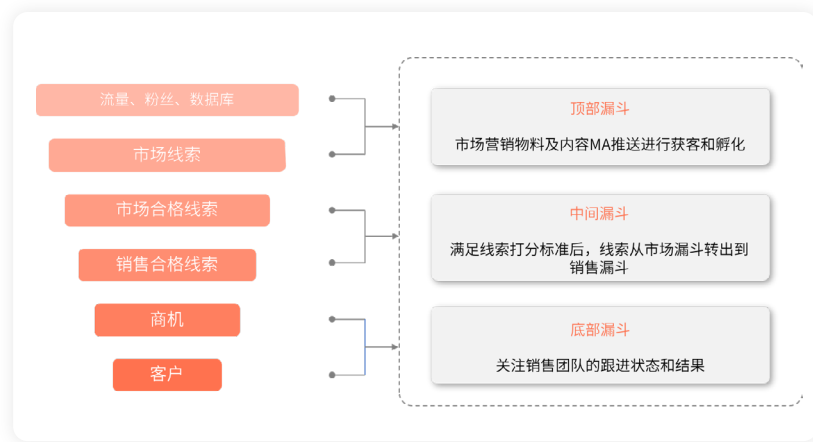 流量、粉丝、数据库
市场线索
市场合格线索
销售合格线索
商机
客户
顶部漏斗
市场营销物料及内容MA推送进行获客和孵化
中间漏斗
满足线索打分标准后，线索从市场漏斗转出到
销售漏斗
底部漏斗
关注销售团队的跟进状态和结果